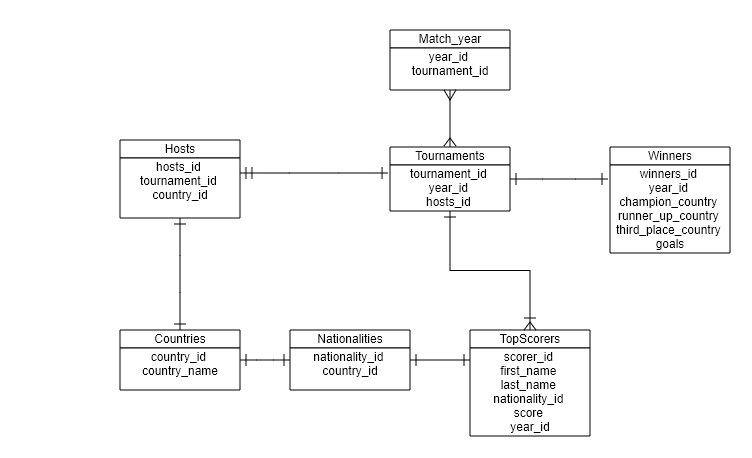 Match_year
year_id
tournament_id
Hosts
hosts_id
tournament_id
country_id
Tournaments
tournament_id
year_id
hosts_id
Winners
winners_id
year_id
champion_country
runner_up_country
third_place_country
goals
Countries
country_id
country_name
Nationalities
nationality_id
country_id
TopScorers
scorer_id
first_name
last_name
nationality_id
score
year_id